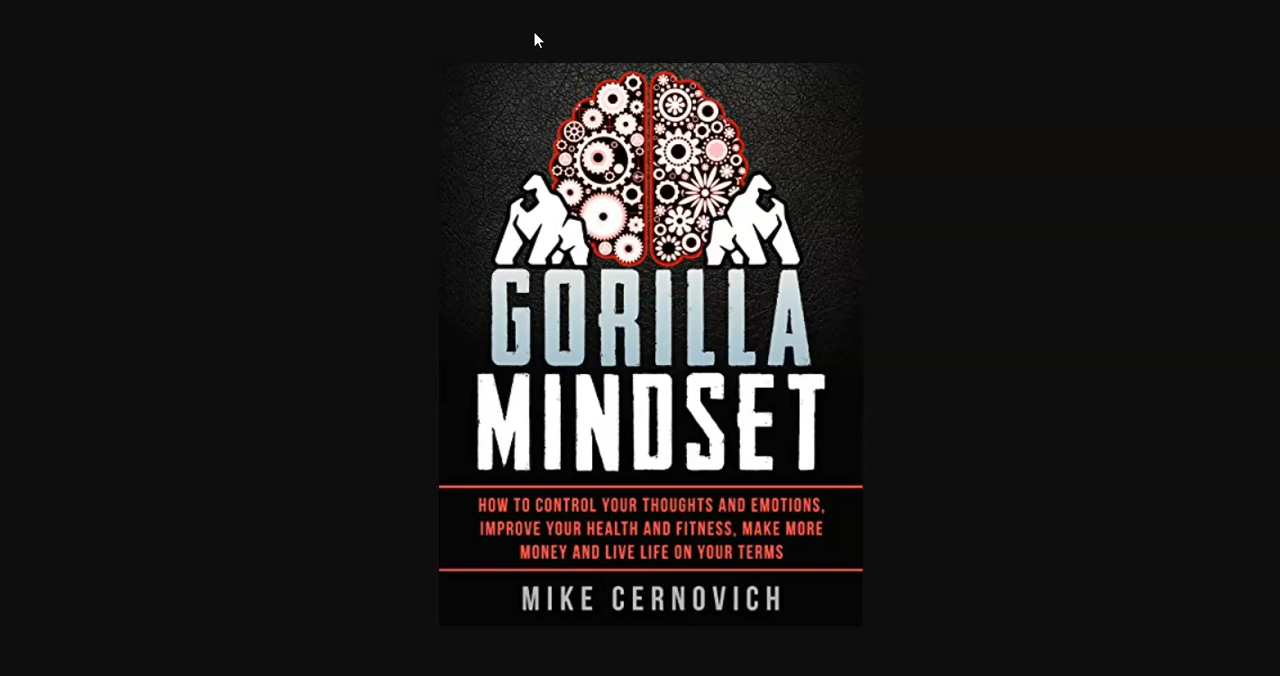 GORILLA
MINDSET
HOW TO CONTROL YOUR THOUGHTS AND EMOTIONS,
IMPROVE YOUR HEALTH AND FITNESS, MAKE MORE
MONEY AND LIVE LIFE ON YOUR TERMS
MIKE CERNOVICH